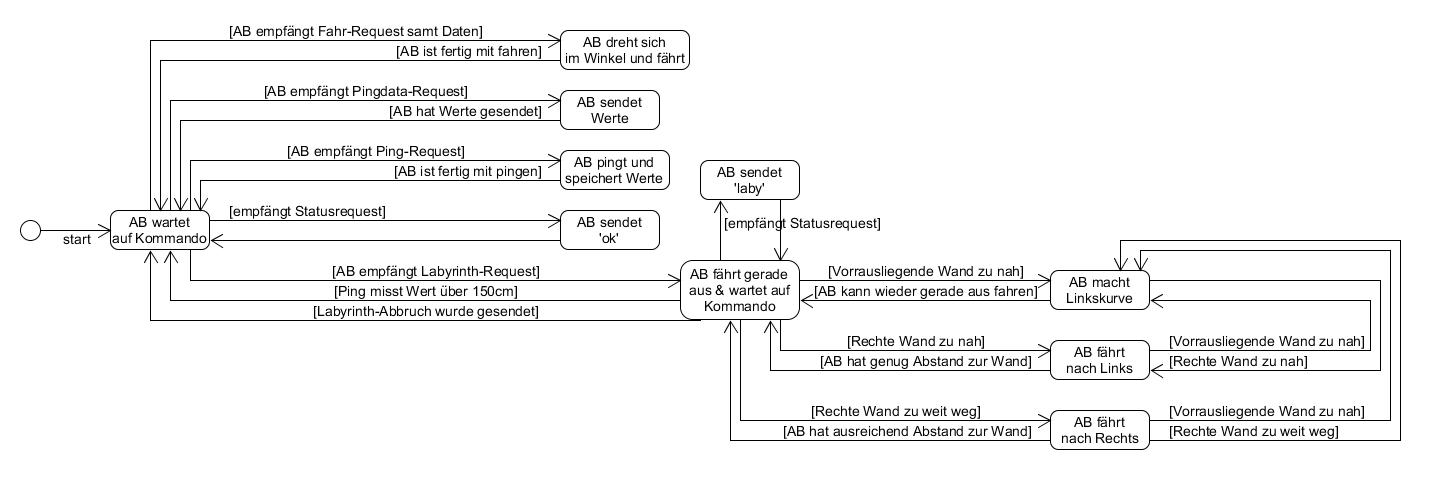 [AB empfängt Fahr-Request samt Daten]
[AB ist fertig mit fahren]
AB dreht sich
im Winkel und fährt
[AB empfängt Pingdata-Request]
[AB hat Werte gesendet]
AB sendet
Werte
[AB empfängt Ping-Request]
[AB ist fertig mit pingen]
AB pingt und
speichert Werte
AB sendet
'laby'
start
AB wartet
auf Kommando
[empfängt Statusrequest]
AB sendet
'ok'
[empfängt Statusrequest]
[AB empfängt Labyrinth-Request]
[Ping misst Wert über 150cm]
[Labyrinth-Abbruch wurde gesendet]
AB fährt gerade
aus & wartet auf
Kommando
[Vorrausliegende Wand zu nah]
[AB kann wieder gerade aus fahren]
AB macht
Linkskurve
[Rechte Wand zu nah]
[AB hat genug Abstand zur Wand]
AB fährt
nach Links
[Vorrausliegende Wand zu nah]
[Rechte Wand zu nah]
[Rechte Wand zu weit weg]
[AB hat ausreichend Abstand zur Wand]
AB fährt
nach Rechts
[Vorrausliegende Wand zu nah]
[Rechte Wand zu weit weg]